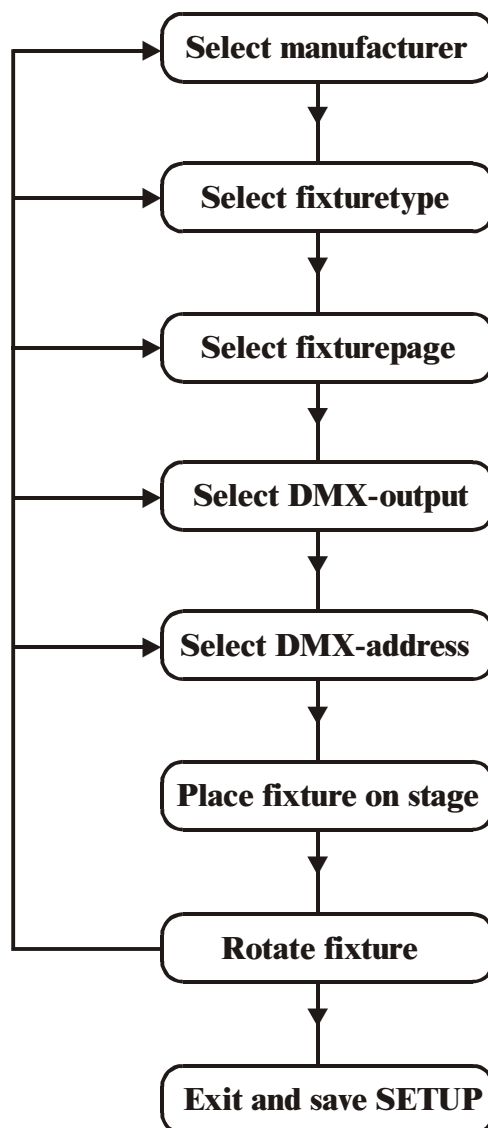 Select manufacturer
Select fixturetype
Select fixturepage
Select DMX-output
Select DMX-address
Place fixture on stage
Rotate fixture
Exit and save SETUP